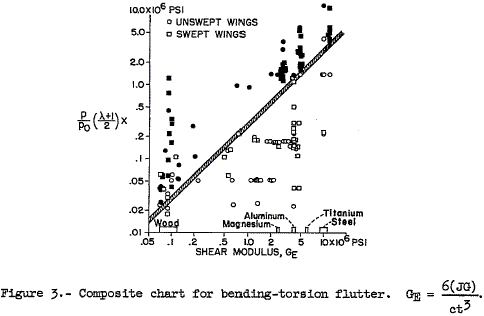 10.0X10⁶ PSI
○ UNSWEPT WINGS
□ SWEPT WINGS
5.0
2.0
1.0
.5
.2
.1
.05
.02
.01
P/P₀ (λ+1/2) X
Wood
Aluminum
Magnesium
Titanium
Steel
.05 .1 .2 .5 1.0 2 5 10X10⁶ PSI
SHEAR MODULUS, G_E
Figure 3.- Composite chart for bending-torsion flutter. G_E = 6(JG)/ct³